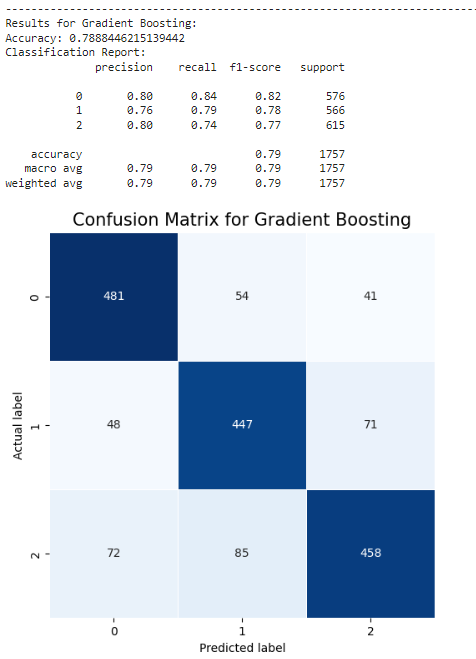 --------------------------------------------------------------------------------
Results for Gradient Boosting:
Accuracy: 0.7888446215139442
Classification Report:
precision recall f1-score support
0 0.80 0.84 0.82 576
1 0.76 0.79 0.78 566
2 0.80 0.74 0.77 615
accuracy 0.79 1757
macro avg 0.79 0.79 0.79 1757
weighted avg 0.79 0.79 0.79 1757
Confusion Matrix for Gradient Boosting
0 481 54 41
1 48 447 71
2 72 85 458
Actual label
0 1 2
Predicted label